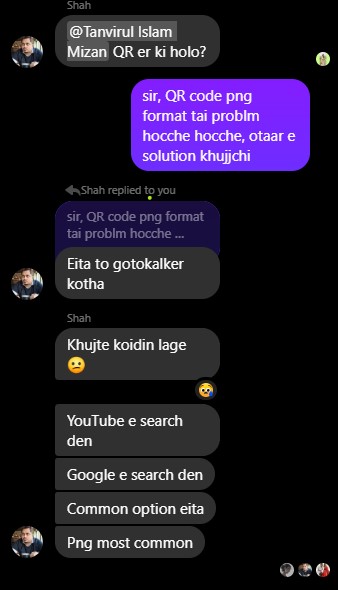 Shah
@Tanvirul Islam
Mizan QR er ki holo?
sir, QR code png
format tai problm
hocche hocche, otaar e
solution khujjchi
Shah replied to you
sir, QR code png format
tai problm hocche ...
Eita to gotokalker
kotha
Shah
Khujte koidin lage
😕
😢
YouTube e search
den
Google e search den
Common option eita
Png most common